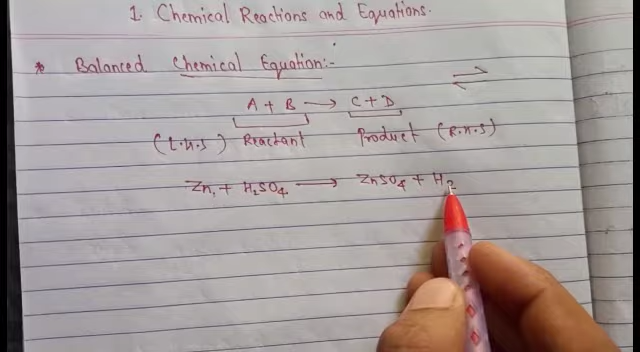 1. Chemical Reactions and Equations.
* Balanced Chemical Equation:-
A + B → C + D ⇌
(L.H.S) Reactant Product (R.H.S)
Zn, + H₂SO₄ → ZnSO₄ + H₂